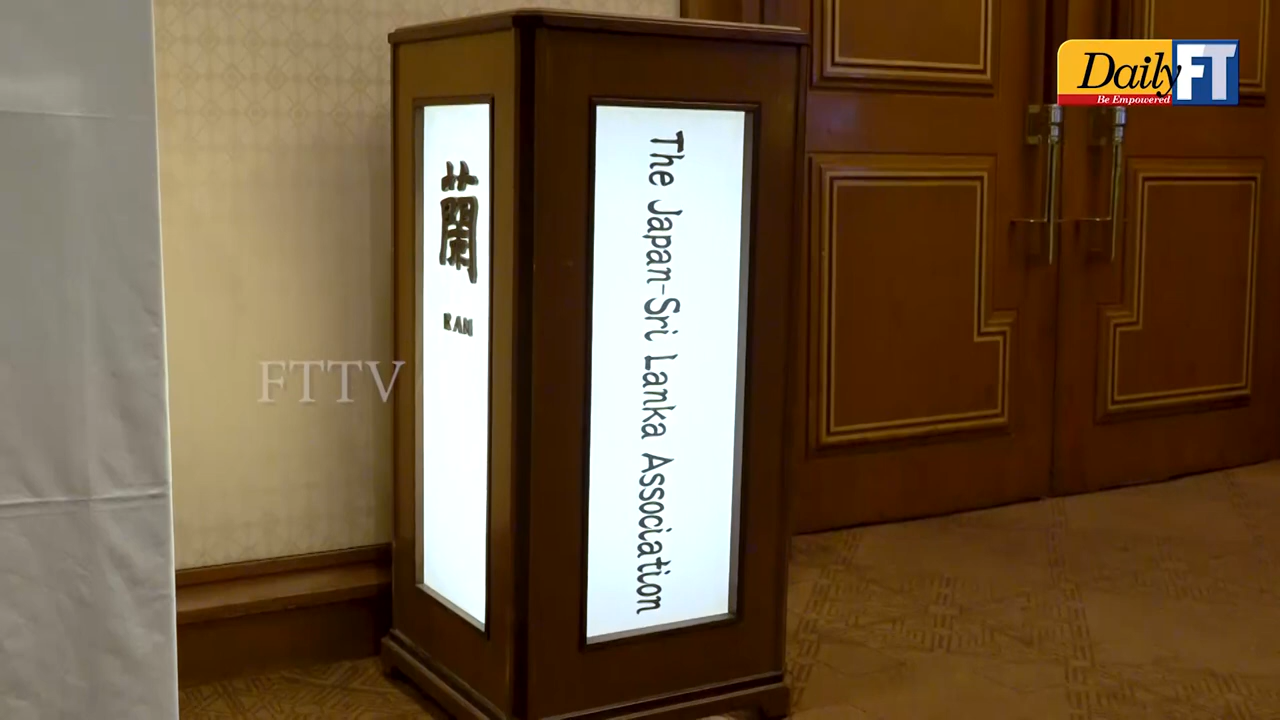 蘭
RAN
The Japan-Sri Lanka Association
Daily FT
Be Empowered
FTTV